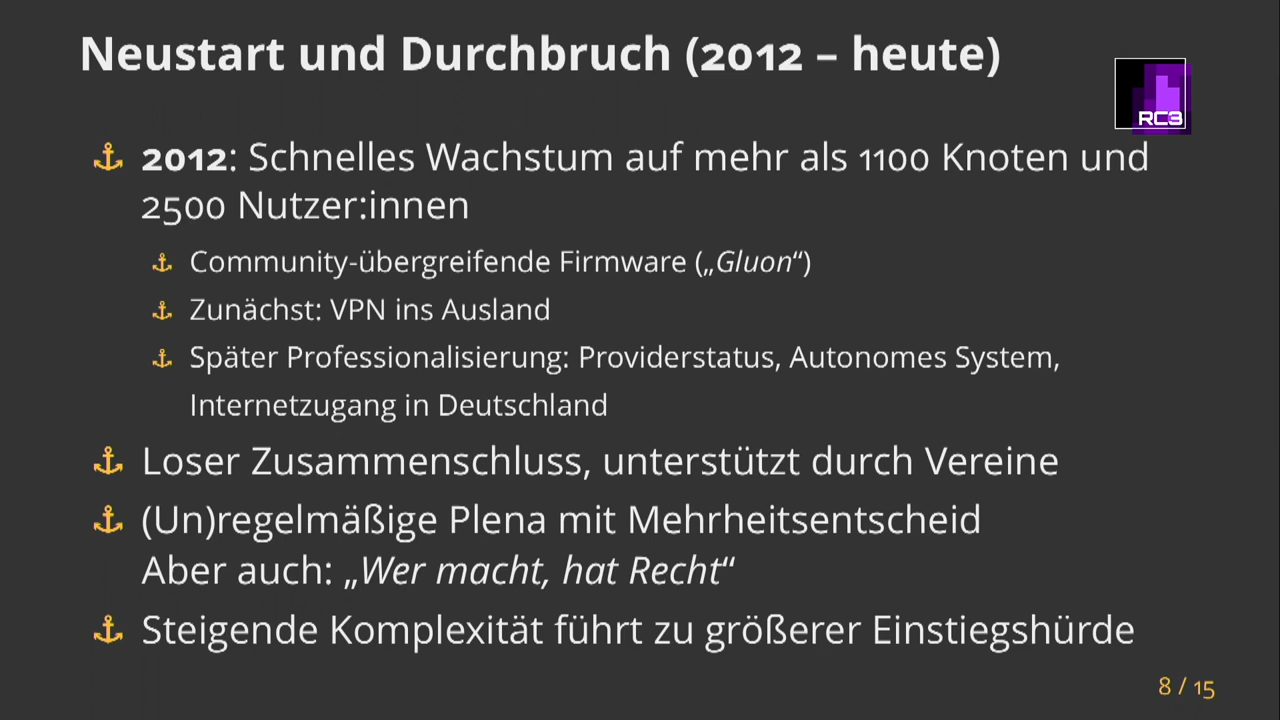 Neustart und Durchbruch (2012 – heute)
RC3
2012: Schnelles Wachstum auf mehr als 1100 Knoten und
2500 Nutzer:innen
Community-übergreifende Firmware („Gluon“)
Zunächst: VPN ins Ausland
Später Professionalisierung: Providerstatus, Autonomes System,
Internetzugang in Deutschland
Loser Zusammenschluss, unterstützt durch Vereine
(Un)regelmäßige Plena mit Mehrheitsentscheid
Aber auch: „Wer macht, hat Recht“
Steigende Komplexität führt zu größerer Einstiegshürde
8 / 15